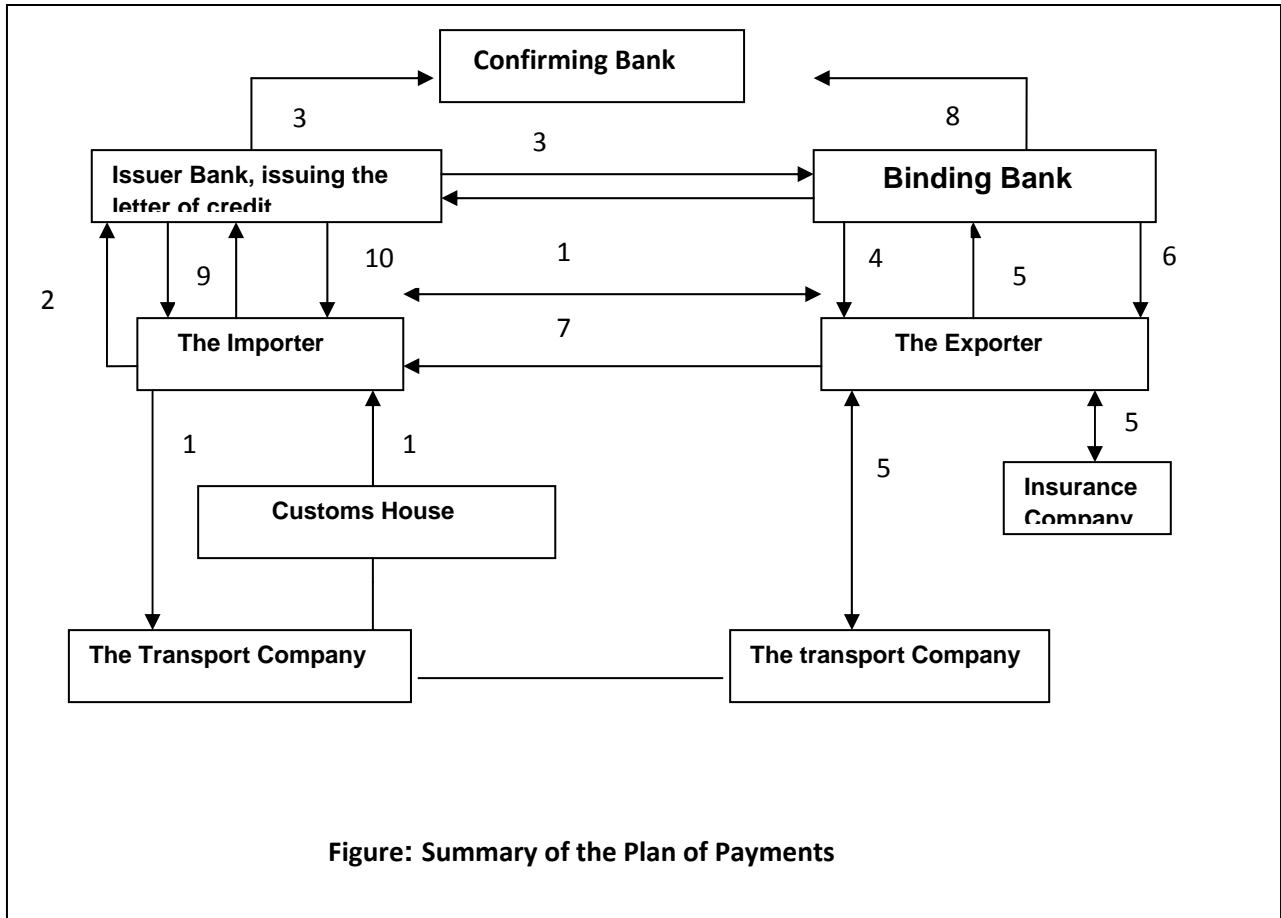 Confirming Bank
3
8
3
Issuer Bank, issuing the
letter of credit
Binding Bank
2
9
10
1
4
5
6
The Importer
7
The Exporter
1
1
5
5
Customs House
Insurance
Company
The Transport Company
The transport Company
Figure: Summary of the Plan of Payments